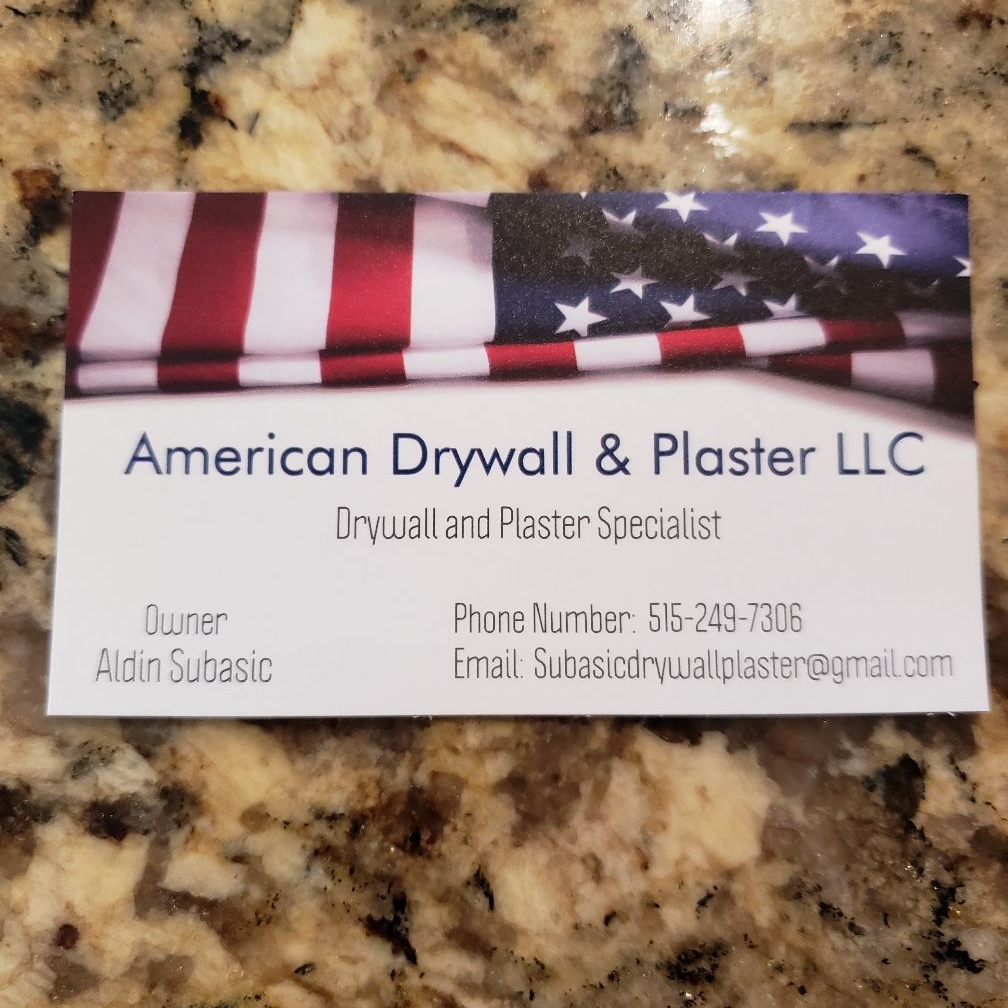 American Drywall & Plaster LLC
Drywall and Plaster Specialist
Owner
Aldin Subasic
Phone Number: 515-249-7306
Email: Subasicdrywallplaster@gmail.com